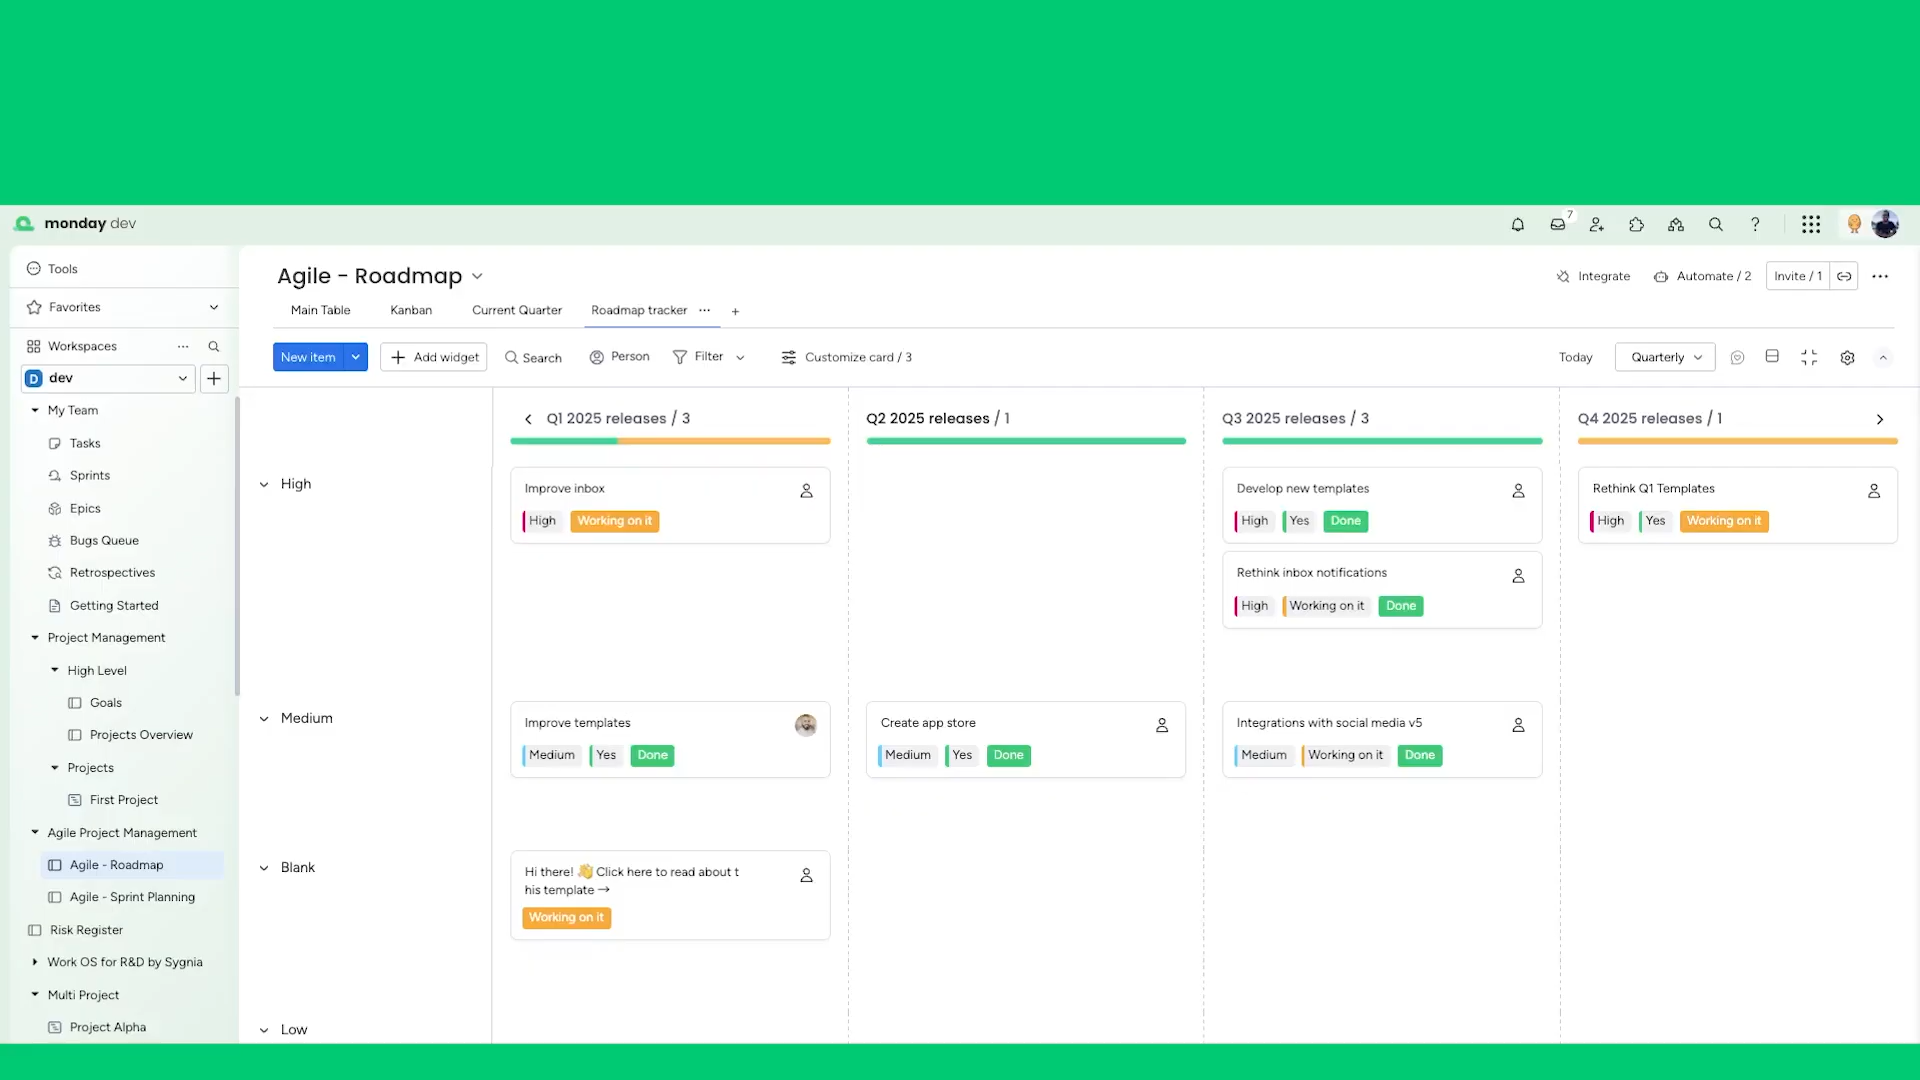 monday dev
7
Tools
Favorites
Workspaces
D dev
My Team
Tasks
Sprints
Epics
Bugs Queue
Retrospectives
Getting Started
Project Management
High Level
Goals
Projects Overview
Projects
First Project
Agile Project Management
Agile - Roadmap
Agile - Sprint Planning
Risk Register
Work OS for R&D by Sygnia
Multi Project
Project Alpha
Agile - Roadmap
Integrate
Automate / 2
Invite / 1
Main Table
Kanban
Current Quarter
Roadmap tracker
New item
Add widget
Search
Person
Filter
Customize card / 3
Today
Quarterly
Q1 2025 releases / 3
Q2 2025 releases / 1
Q3 2025 releases / 3
Q4 2025 releases / 1
High
Improve inbox
High Working on it
Develop new templates
High Yes Done
Rethink inbox notifications
High Working on it Done
Rethink Q1 Templates
High Yes Working on it
Medium
Improve templates
Medium Yes Done
Create app store
Medium Yes Done
Integrations with social media v5
Medium Working on it Done
Blank
Hi there! 👋 Click here to read about t
his template →
Working on it
Low